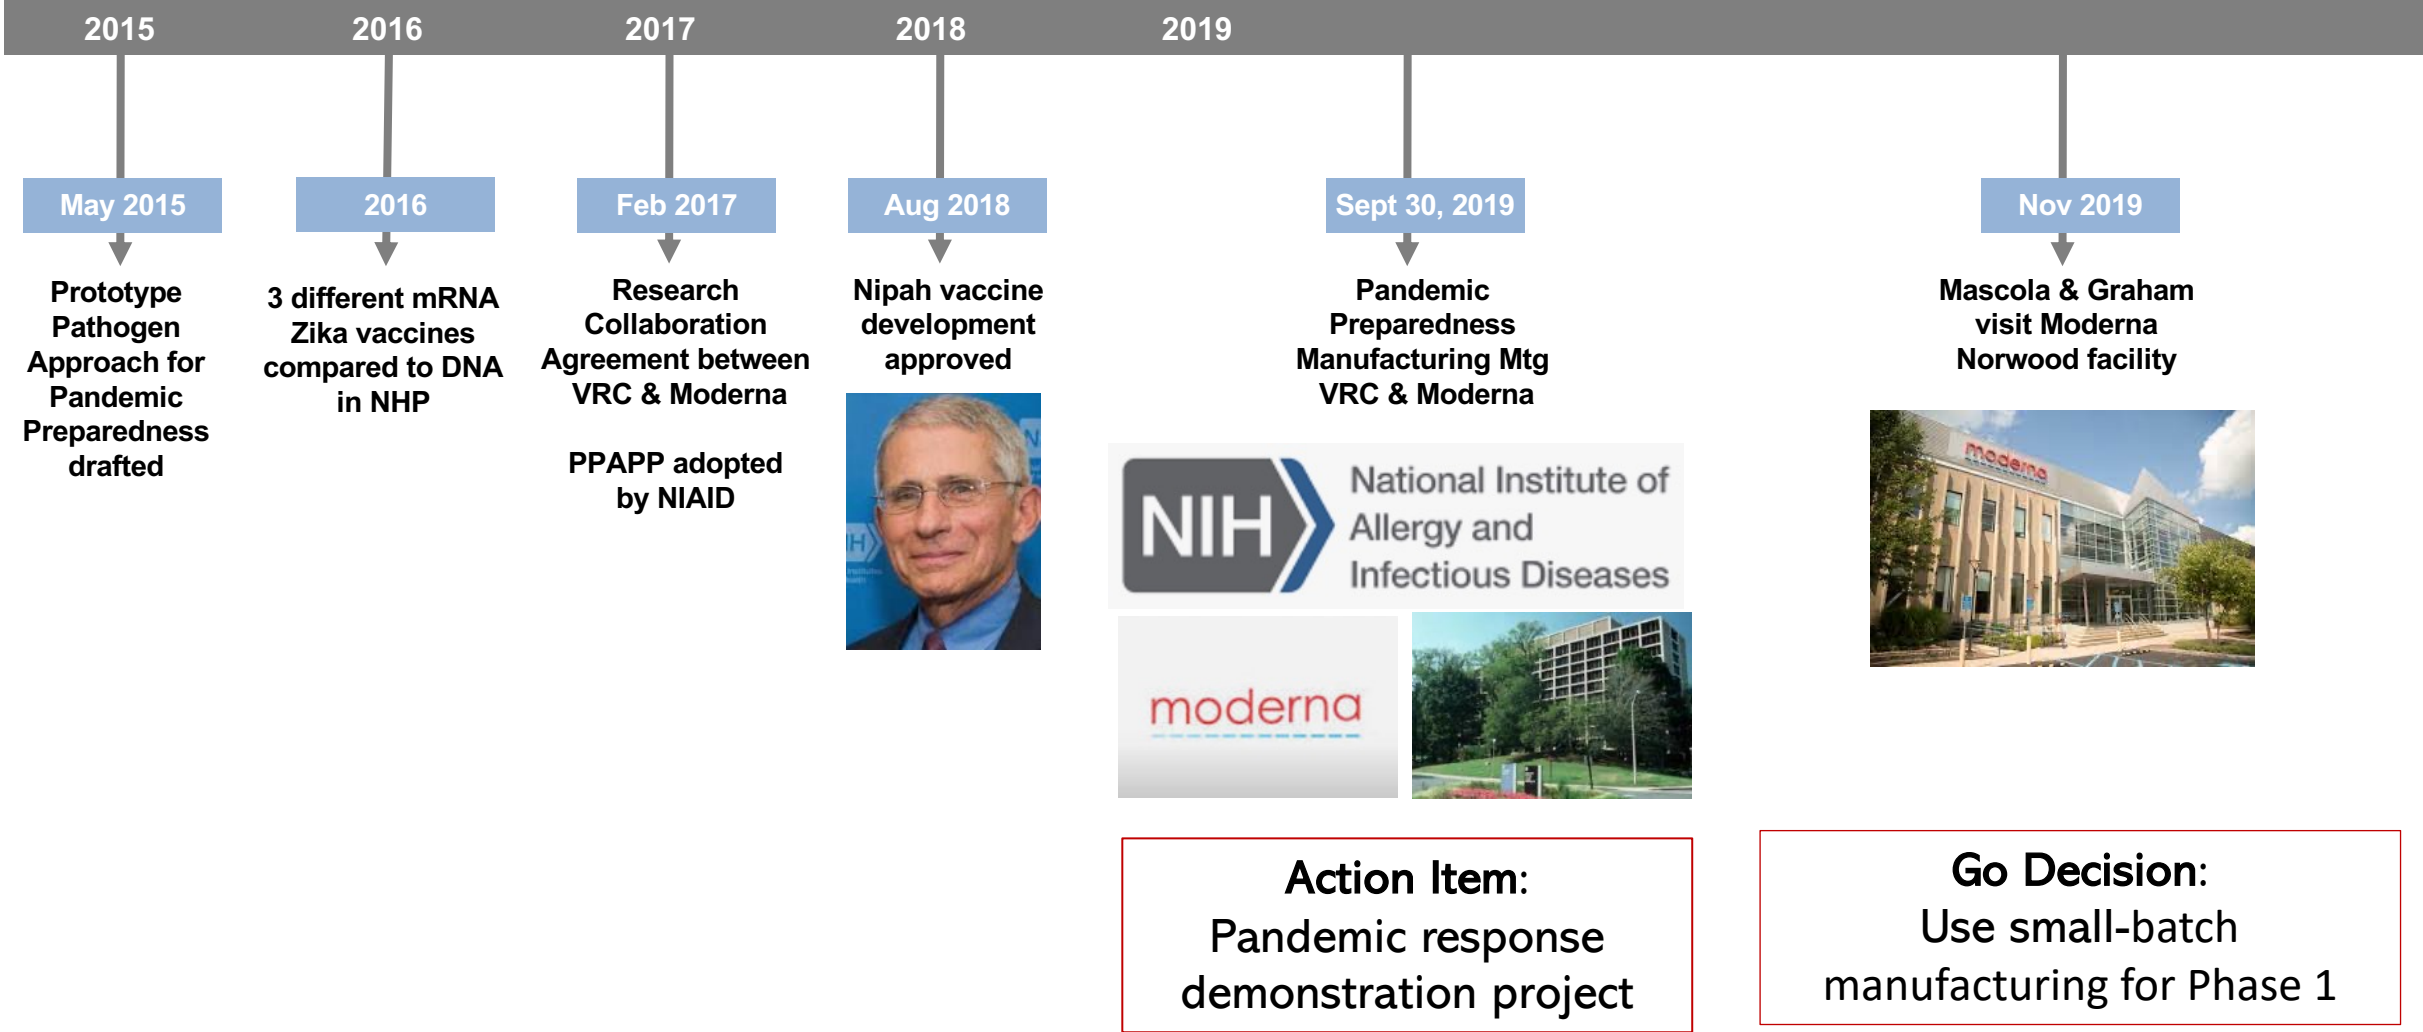 2015
2016
2017
2018
2019
May 2015
2016
Feb 2017
Aug 2018
Sept 30, 2019
Nov 2019
Prototype
Pathogen
Approach for
Pandemic
Preparedness
drafted
3 different mRNA
Zika vaccines
compared to DNA
in NHP
Research
Collaboration
Agreement between
VRC & Moderna
PPAPP adopted
by NIAID
Nipah vaccine
development
approved
Pandemic
Preparedness
Manufacturing Mtg
VRC & Moderna
NIH
National Institute of
Allergy and
Infectious Diseases
moderna
Mascola & Graham
visit Moderna
Norwood facility
moderna
Action Item:
Pandemic response
demonstration project
Go Decision:
Use small-batch
manufacturing for Phase 1